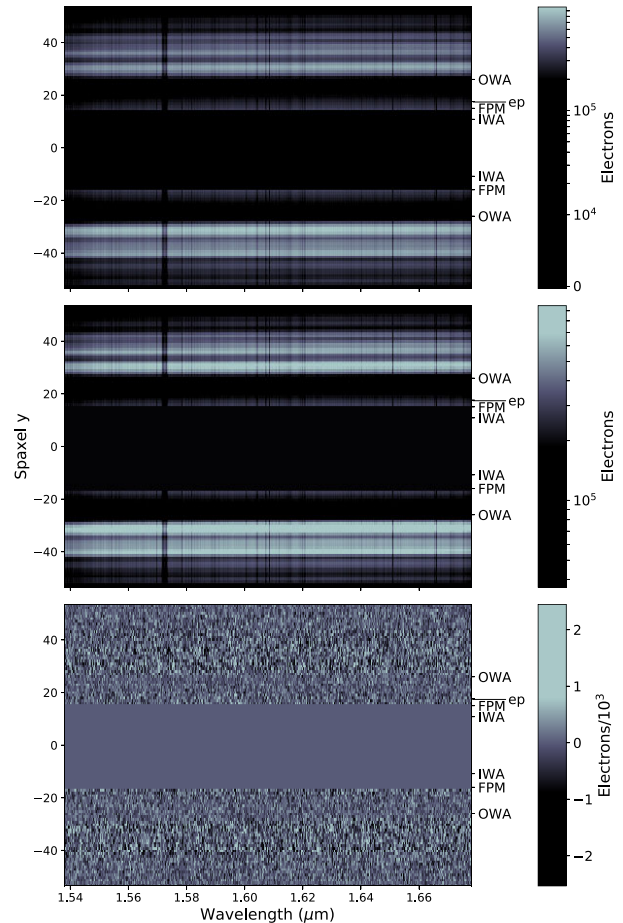 40
20
0
−20
−40
OWA
ep
FPM
IWA
IWA
FPM
OWA
10^5
10^4
0
Electrons
Spaxel y
40
20
0
−20
−40
OWA
ep
FPM
IWA
IWA
FPM
OWA
10^5
Electrons
40
20
0
−20
−40
OWA
ep
FPM
IWA
IWA
FPM
OWA
2
1
0
−1
−2
Electrons/10^3
1.54 1.56 1.58 1.60 1.62 1.64 1.66
Wavelength (μm)